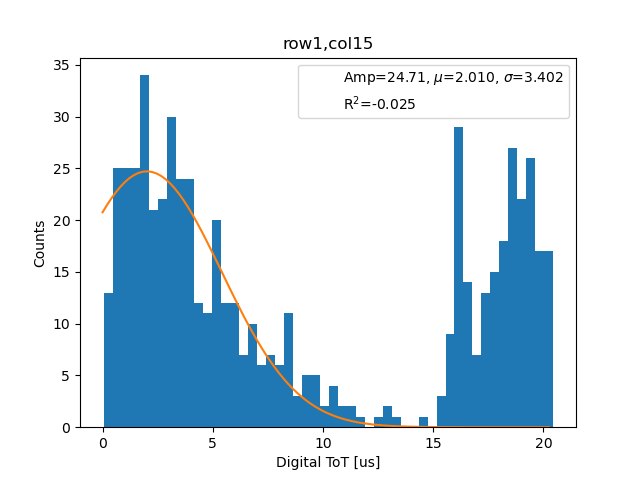 row1,col15
Amp=24.71, μ=2.010, σ=3.402
R²=-0.025
35
30
25
20
15
10
5
0
Counts
0 5 10 15 20
Digital ToT [us]